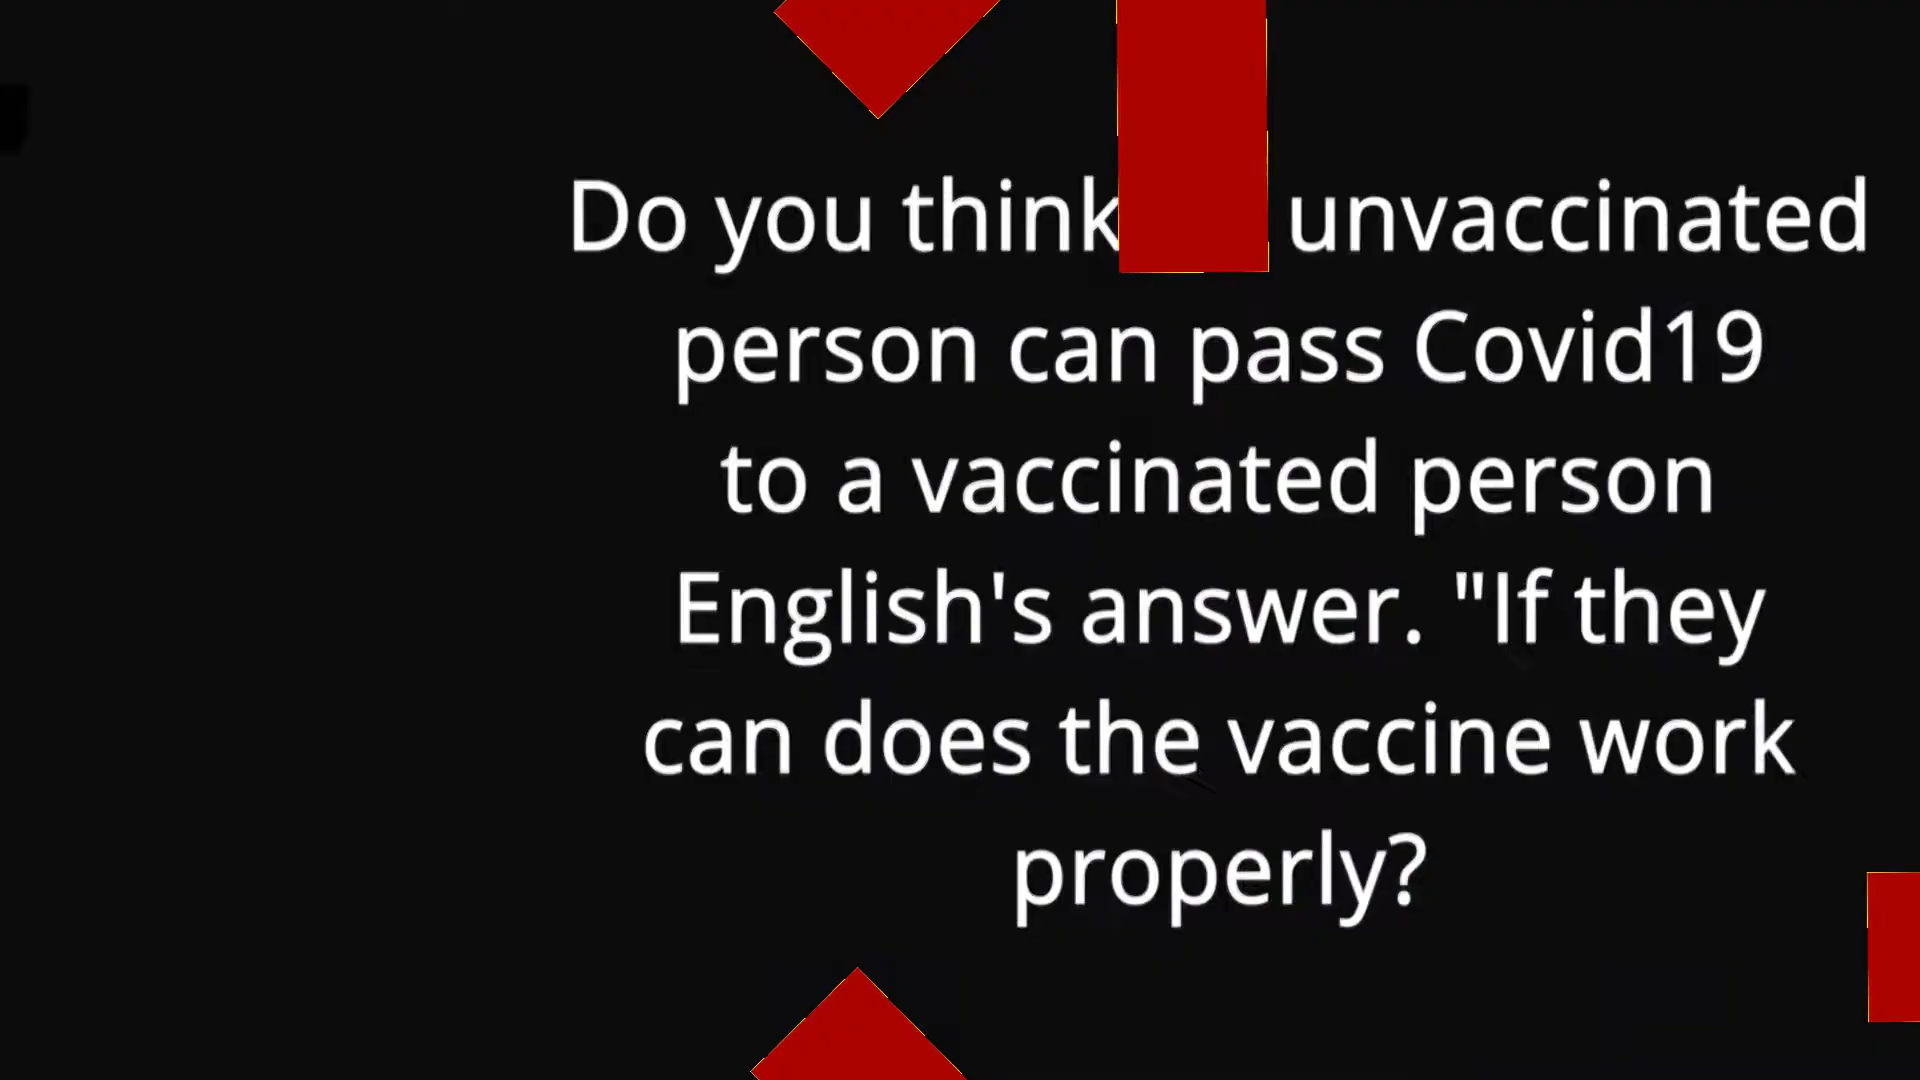 Do you think unvaccinated
person can pass Covid19
to a vaccinated person
English's answer. "If they
can does the vaccine work
properly?